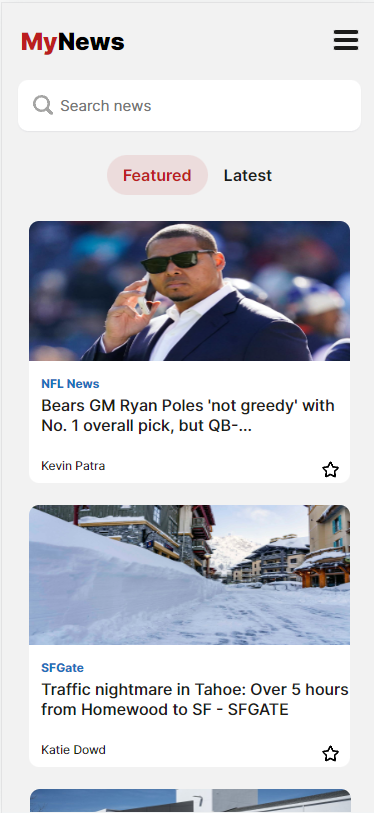 MyNews
Search news
Featured
Latest
NFL News
Bears GM Ryan Poles 'not greedy' with
No. 1 overall pick, but QB-...
Kevin Patra
SFGate
Traffic nightmare in Tahoe: Over 5 hours
from Homewood to SF - SFGATE
Katie Dowd